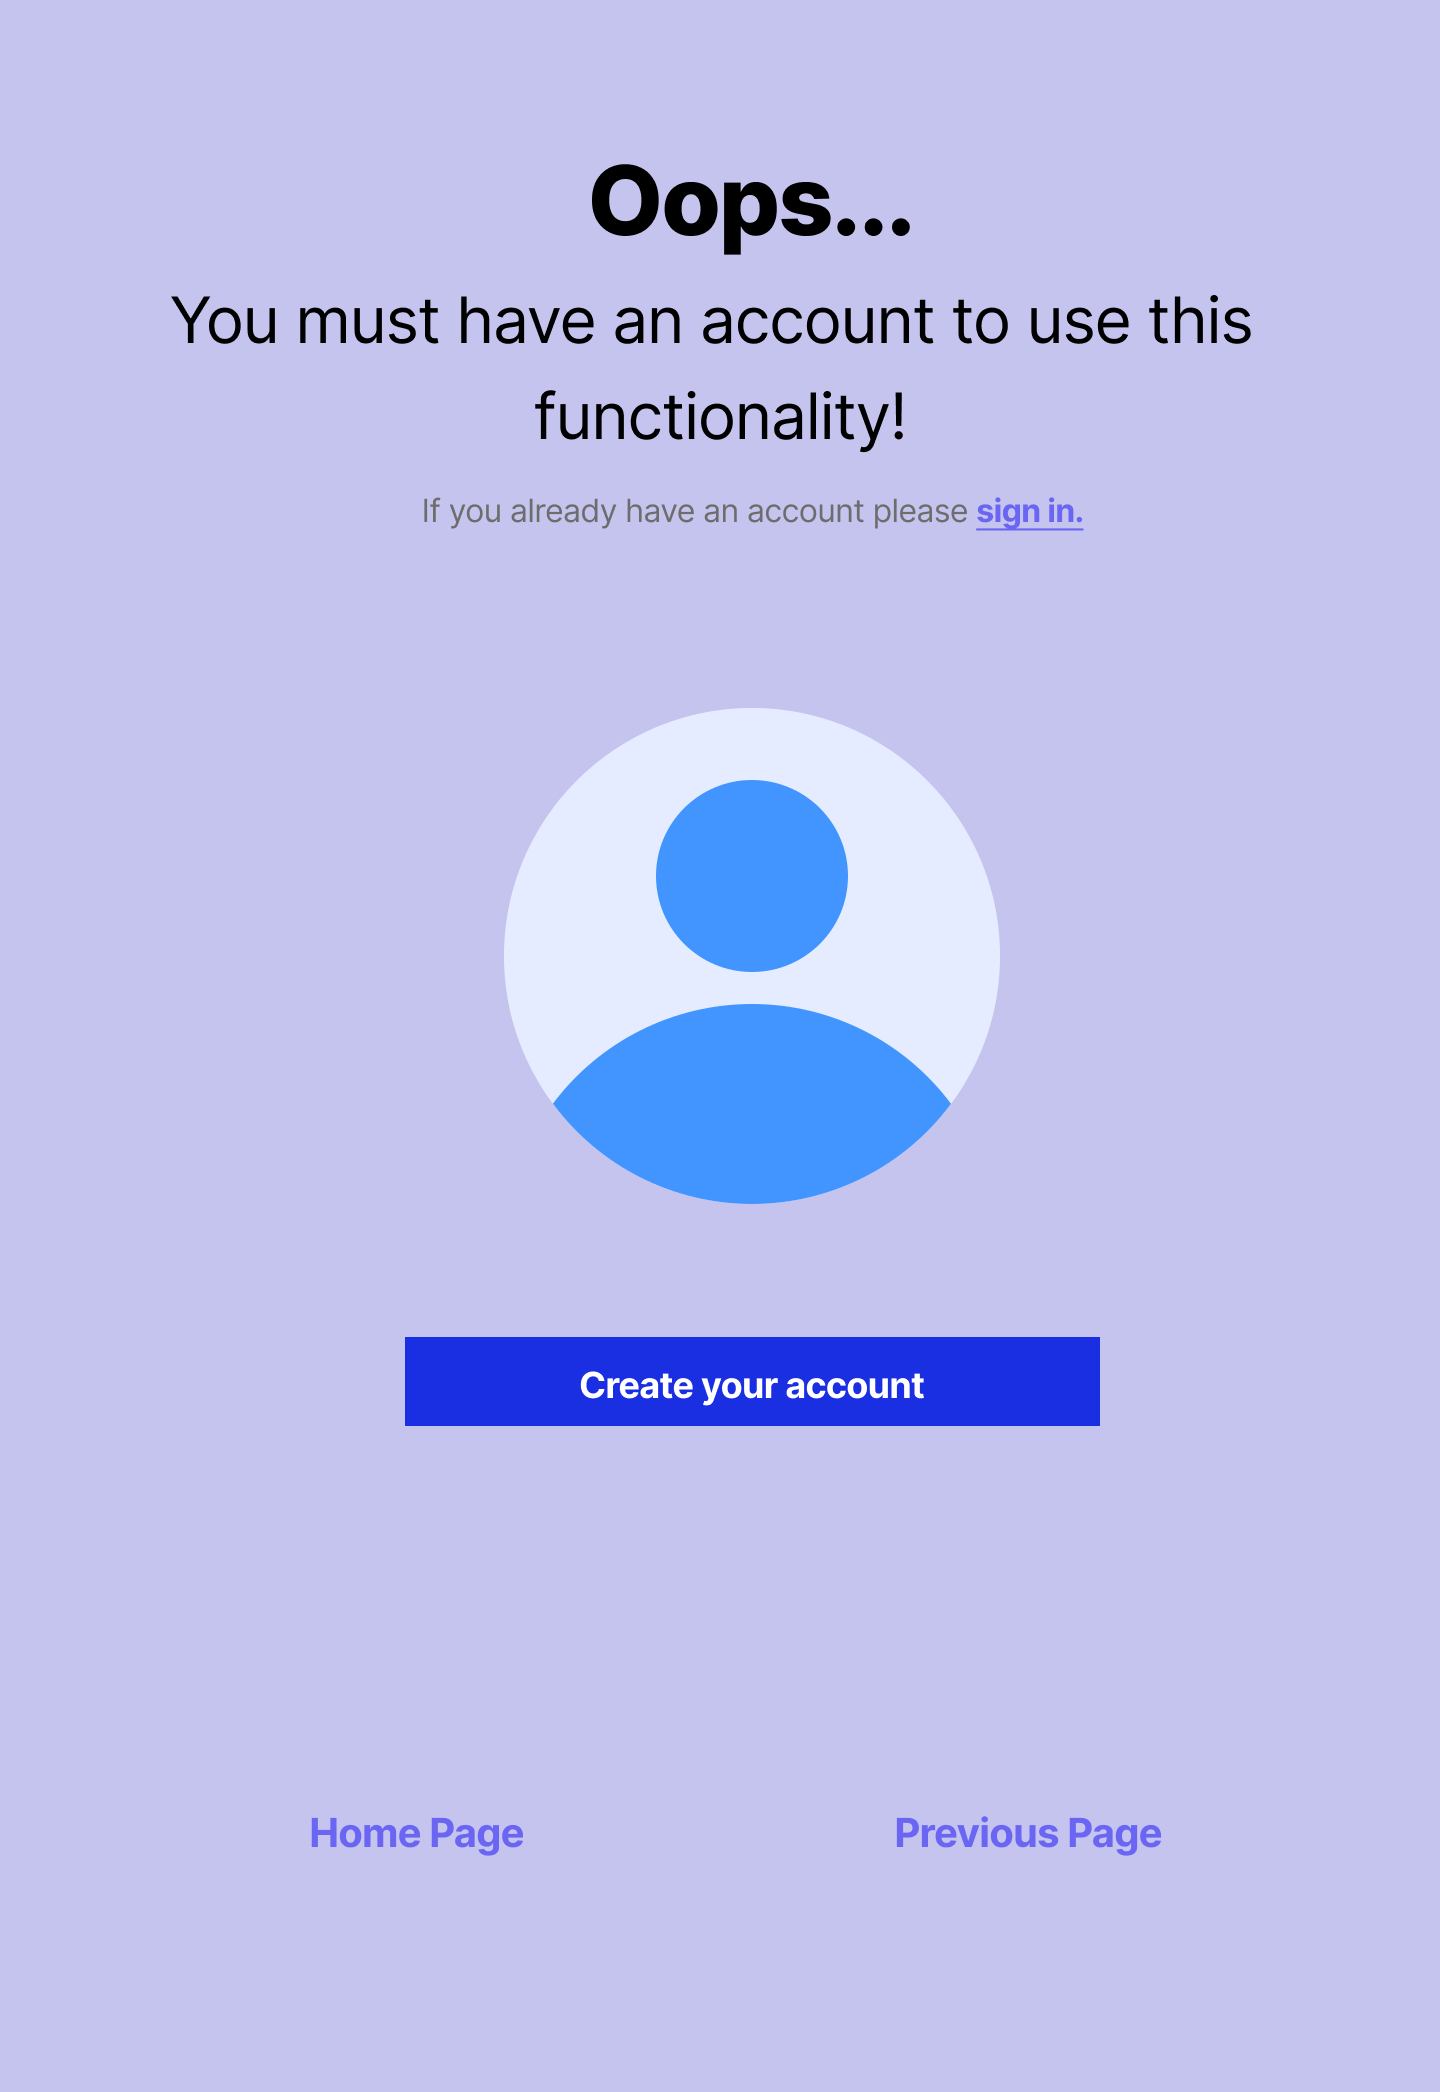 Oops...
You must have an account to use this
functionality!
If you already have an account please sign in.
Create your account
Home Page
Previous Page